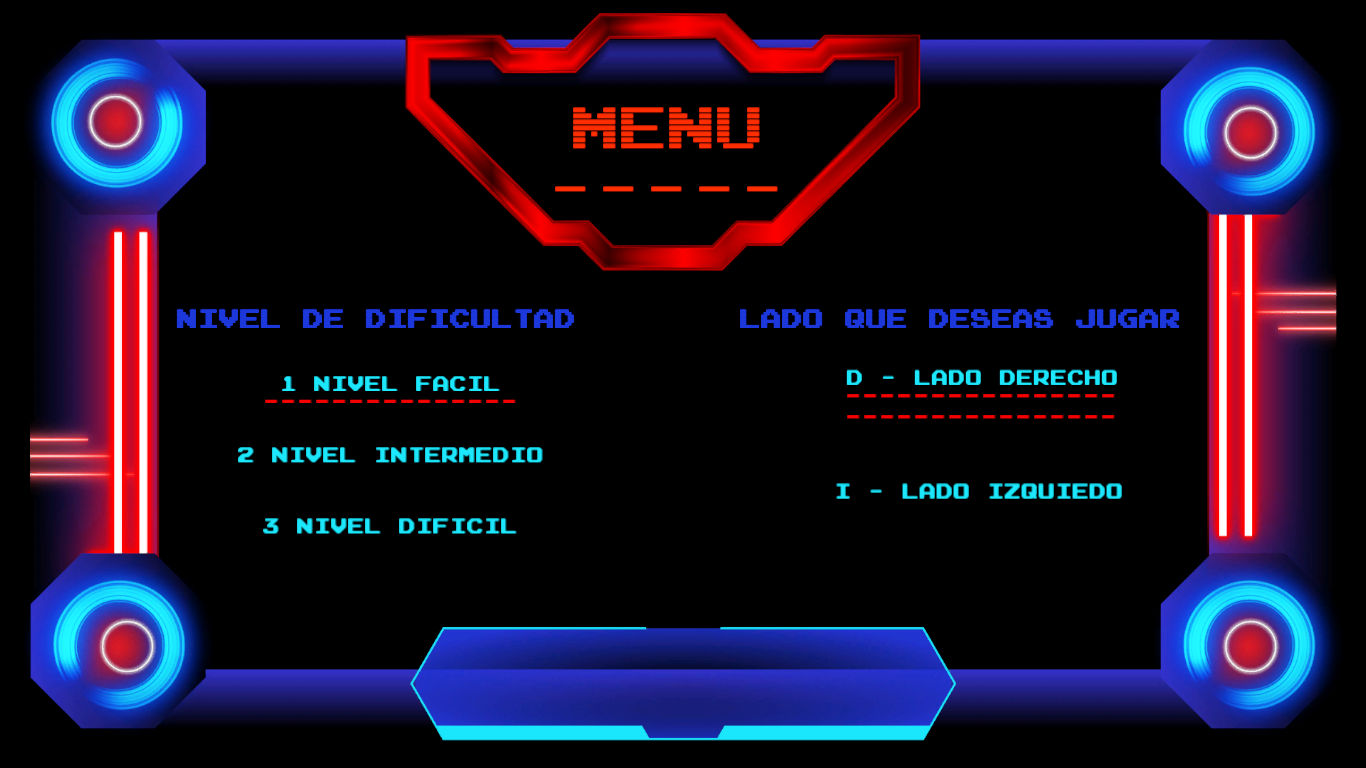 MENU
NIVEL DE DIFICULTAD
1 NIVEL FACIL
2 NIVEL INTERMEDIO
3 NIVEL DIFICIL
LADO QUE DESEAS JUGAR
D - LADO DERECHO
I - LADO IZQUIEDO